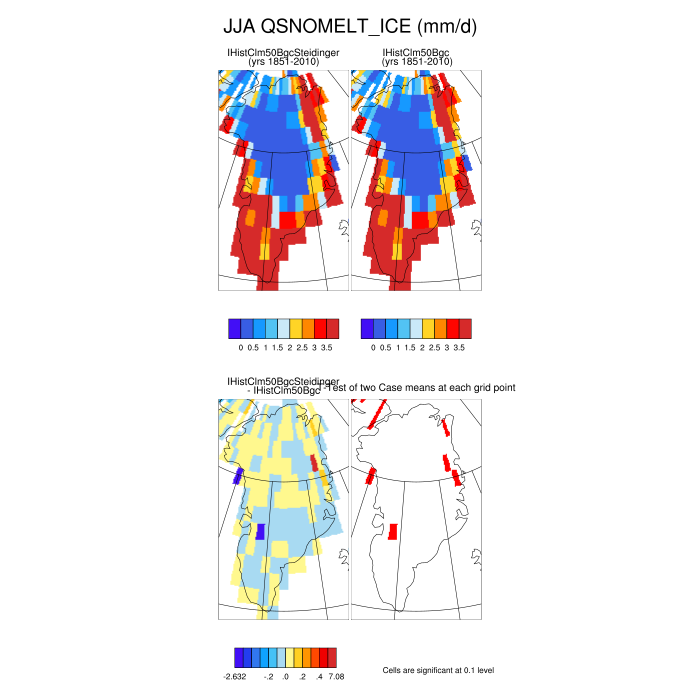 JJA QSNOMELT_ICE (mm/d)
IHistClm50BgcSteidinger
(yrs 1851-2010)
IHistClm50Bgc
(yrs 1851-2010)
0 0.5 1 1.5 2 2.5 3 3.5
0 0.5 1 1.5 2 2.5 3 3.5
IHistClm50BgcSteidinger
- IHistClm50Bgc
T-Test of two Case means at each grid point
-2.632 -.2 .0 .2 .4 7.08
Cells are significant at 0.1 level